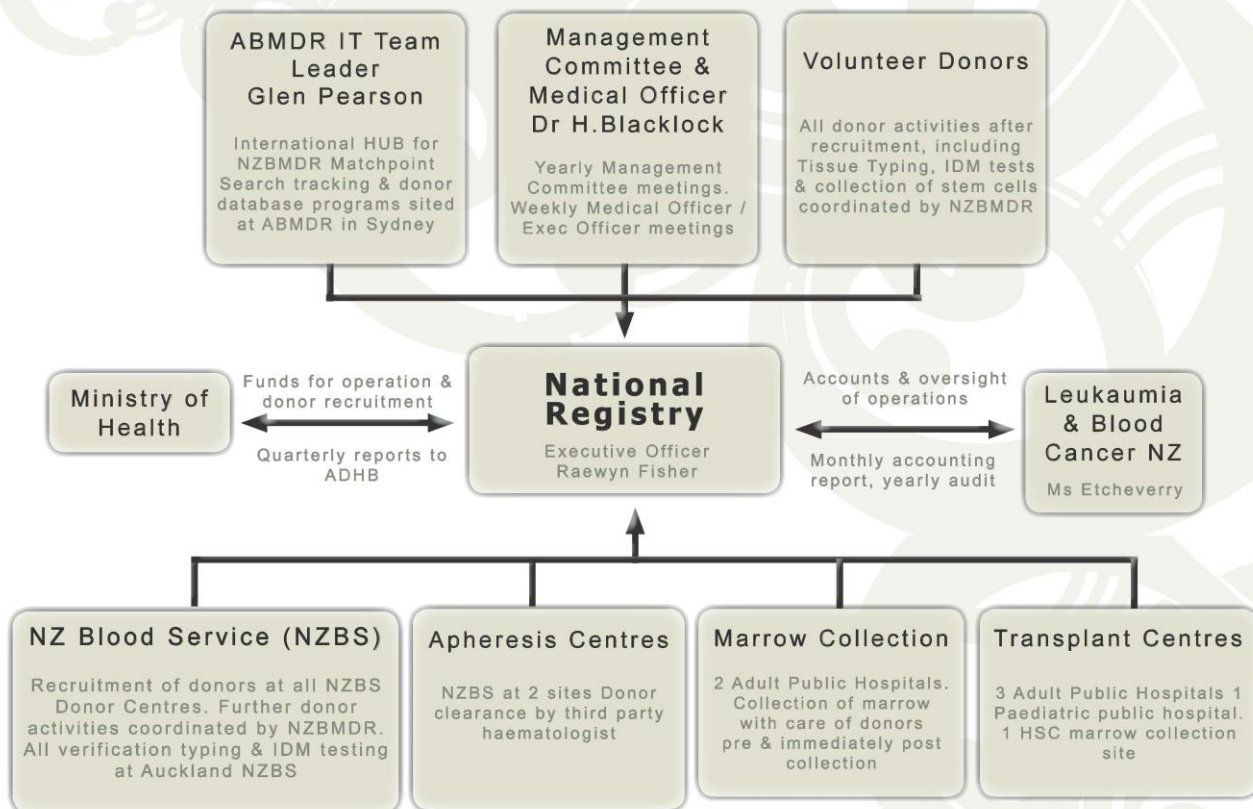 ABMDR IT Team
Leader
Glen Pearson
International HUB for
NZBMDR Matchpoint
Search tracking & donor
database programs sited
at ABMDR in Sydney
Management
Committee &
Medical Officer
Dr H.Blacklock
Yearly Management
Committee meetings.
Weekly Medical Officer /
Exec Officer meetings
Volunteer Donors
All donor activities after
recruitment, including
Tissue Typing, IDM tests
& collection of stem cells
coordinated by NZBMDR
Ministry of
Health
Funds for operation &
donor recruitment
Quarterly reports to
ADHB
National
Registry
Executive Officer
Raewyn Fisher
Accounts & oversight
of operations
Monthly accounting
report, yearly audit
Leukaumia
& Blood
Cancer NZ
Ms Etcheverry
NZ Blood Service (NZBS)
Recruitment of donors at all NZBS
Donor Centres. Further donor
activities coordinated by NZBMDR.
All verification typing & IDM testing
at Auckland NZBS
Apheresis Centres
NZBS at 2 sites Donor
clearance by third party
haematologist
Marrow Collection
2 Adult Public Hospitals.
Collection of marrow
with care of donors
pre & immediately post
collection
Transplant Centres
3 Adult Public Hospitals 1
Paediatric public hospital.
1 HSC marrow collection
site